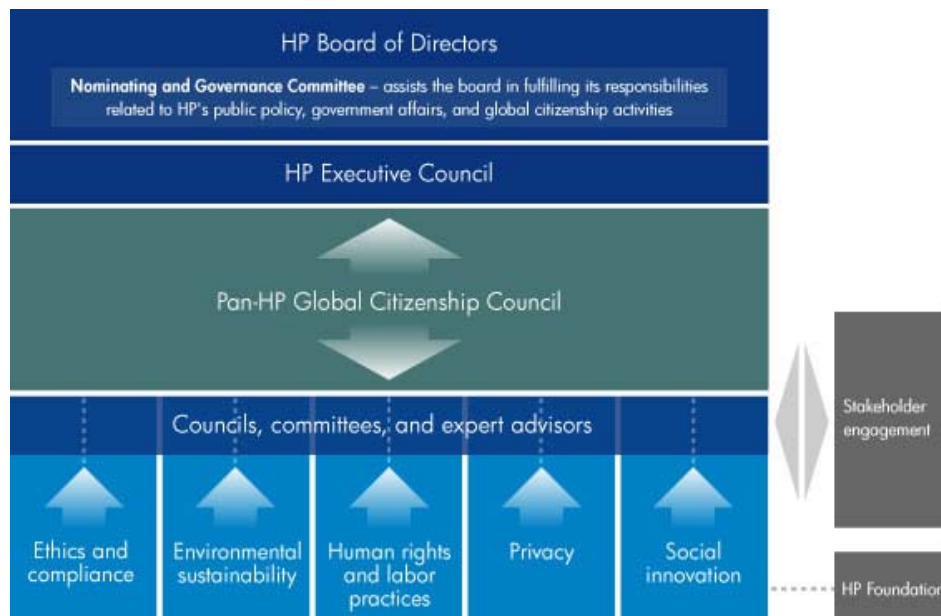 HP Board of Directors
Nominating and Governance Committee – assists the board in fulfilling its responsibilities
related to HP's public policy, government affairs, and global citizenship activities
HP Executive Council
Pan-HP Global Citizenship Council
Councils, committees, and expert advisors
Ethics and
compliance
Environmental
sustainability
Human rights
and labor
practices
Privacy
Social
innovation
Stakeholder
engagement
HP Foundation